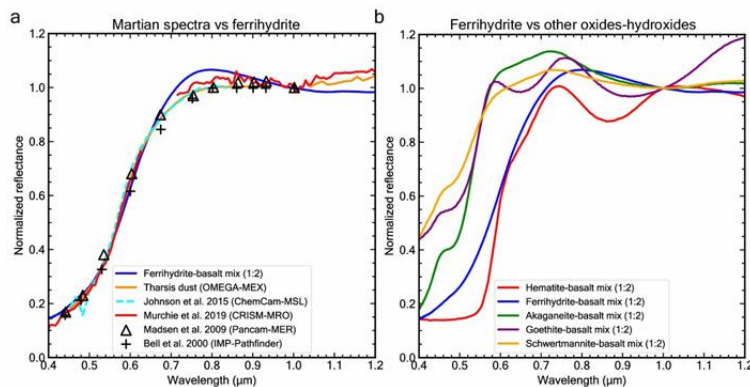 a
Martian spectra vs ferrihydrite
Normalized reflectance
1.2
1.0
0.8
0.6
0.4
0.2
0.0
Ferrihydrite-basalt mix (1:2)
Tharsis dust (OMEGA-MEX)
Johnson et al. 2015 (ChemCam-MSL)
Murchie et al. 2019 (CRISM-MRO)
Madsen et al. 2009 (Pancam-MER)
Bell et al. 2000 (IMP-Pathfinder)
0.4 0.5 0.6 0.7 0.8 0.9 1.0 1.1 1.2
Wavelength (μm)
b
Ferrihydrite vs other oxides-hydroxides
Normalized reflectance
1.2
1.0
0.8
0.6
0.4
0.2
0.0
Hematite-basalt mix (1:2)
Ferrihydrite-basalt mix (1:2)
Akaganeite-basalt mix (1:2)
Goethite-basalt mix (1:2)
Schwertmannite-basalt mix (1:2)
0.4 0.5 0.6 0.7 0.8 0.9 1.0 1.1 1.2
Wavelength (μm)